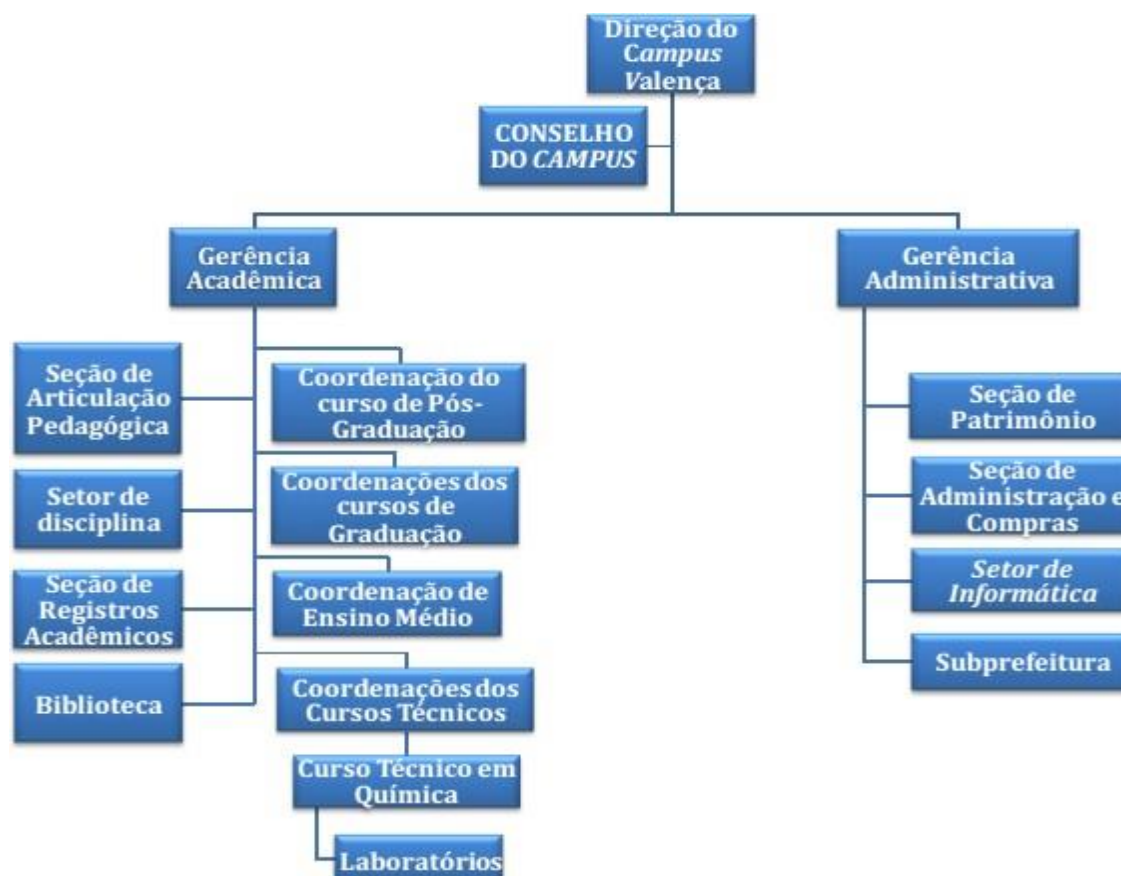 Direção do
Campus
Valença
CONSELHO
DO CAMPUS
Gerência
Acadêmica
Gerência
Administrativa
Seção de
Articulação
Pedagógica
Setor de
disciplina
Seção de
Registros
Acadêmicos
Biblioteca
Coordenação do
curso de Pós-
Graduação
Coordenações dos
cursos de
Graduação
Coordenação de
Ensino Médio
Coordenações dos
Cursos Técnicos
Curso Técnico em
Química
Laboratórios
Seção de
Patrimônio
Seção de
Administração e
Compras
Setor de
Informática
Subprefeitura